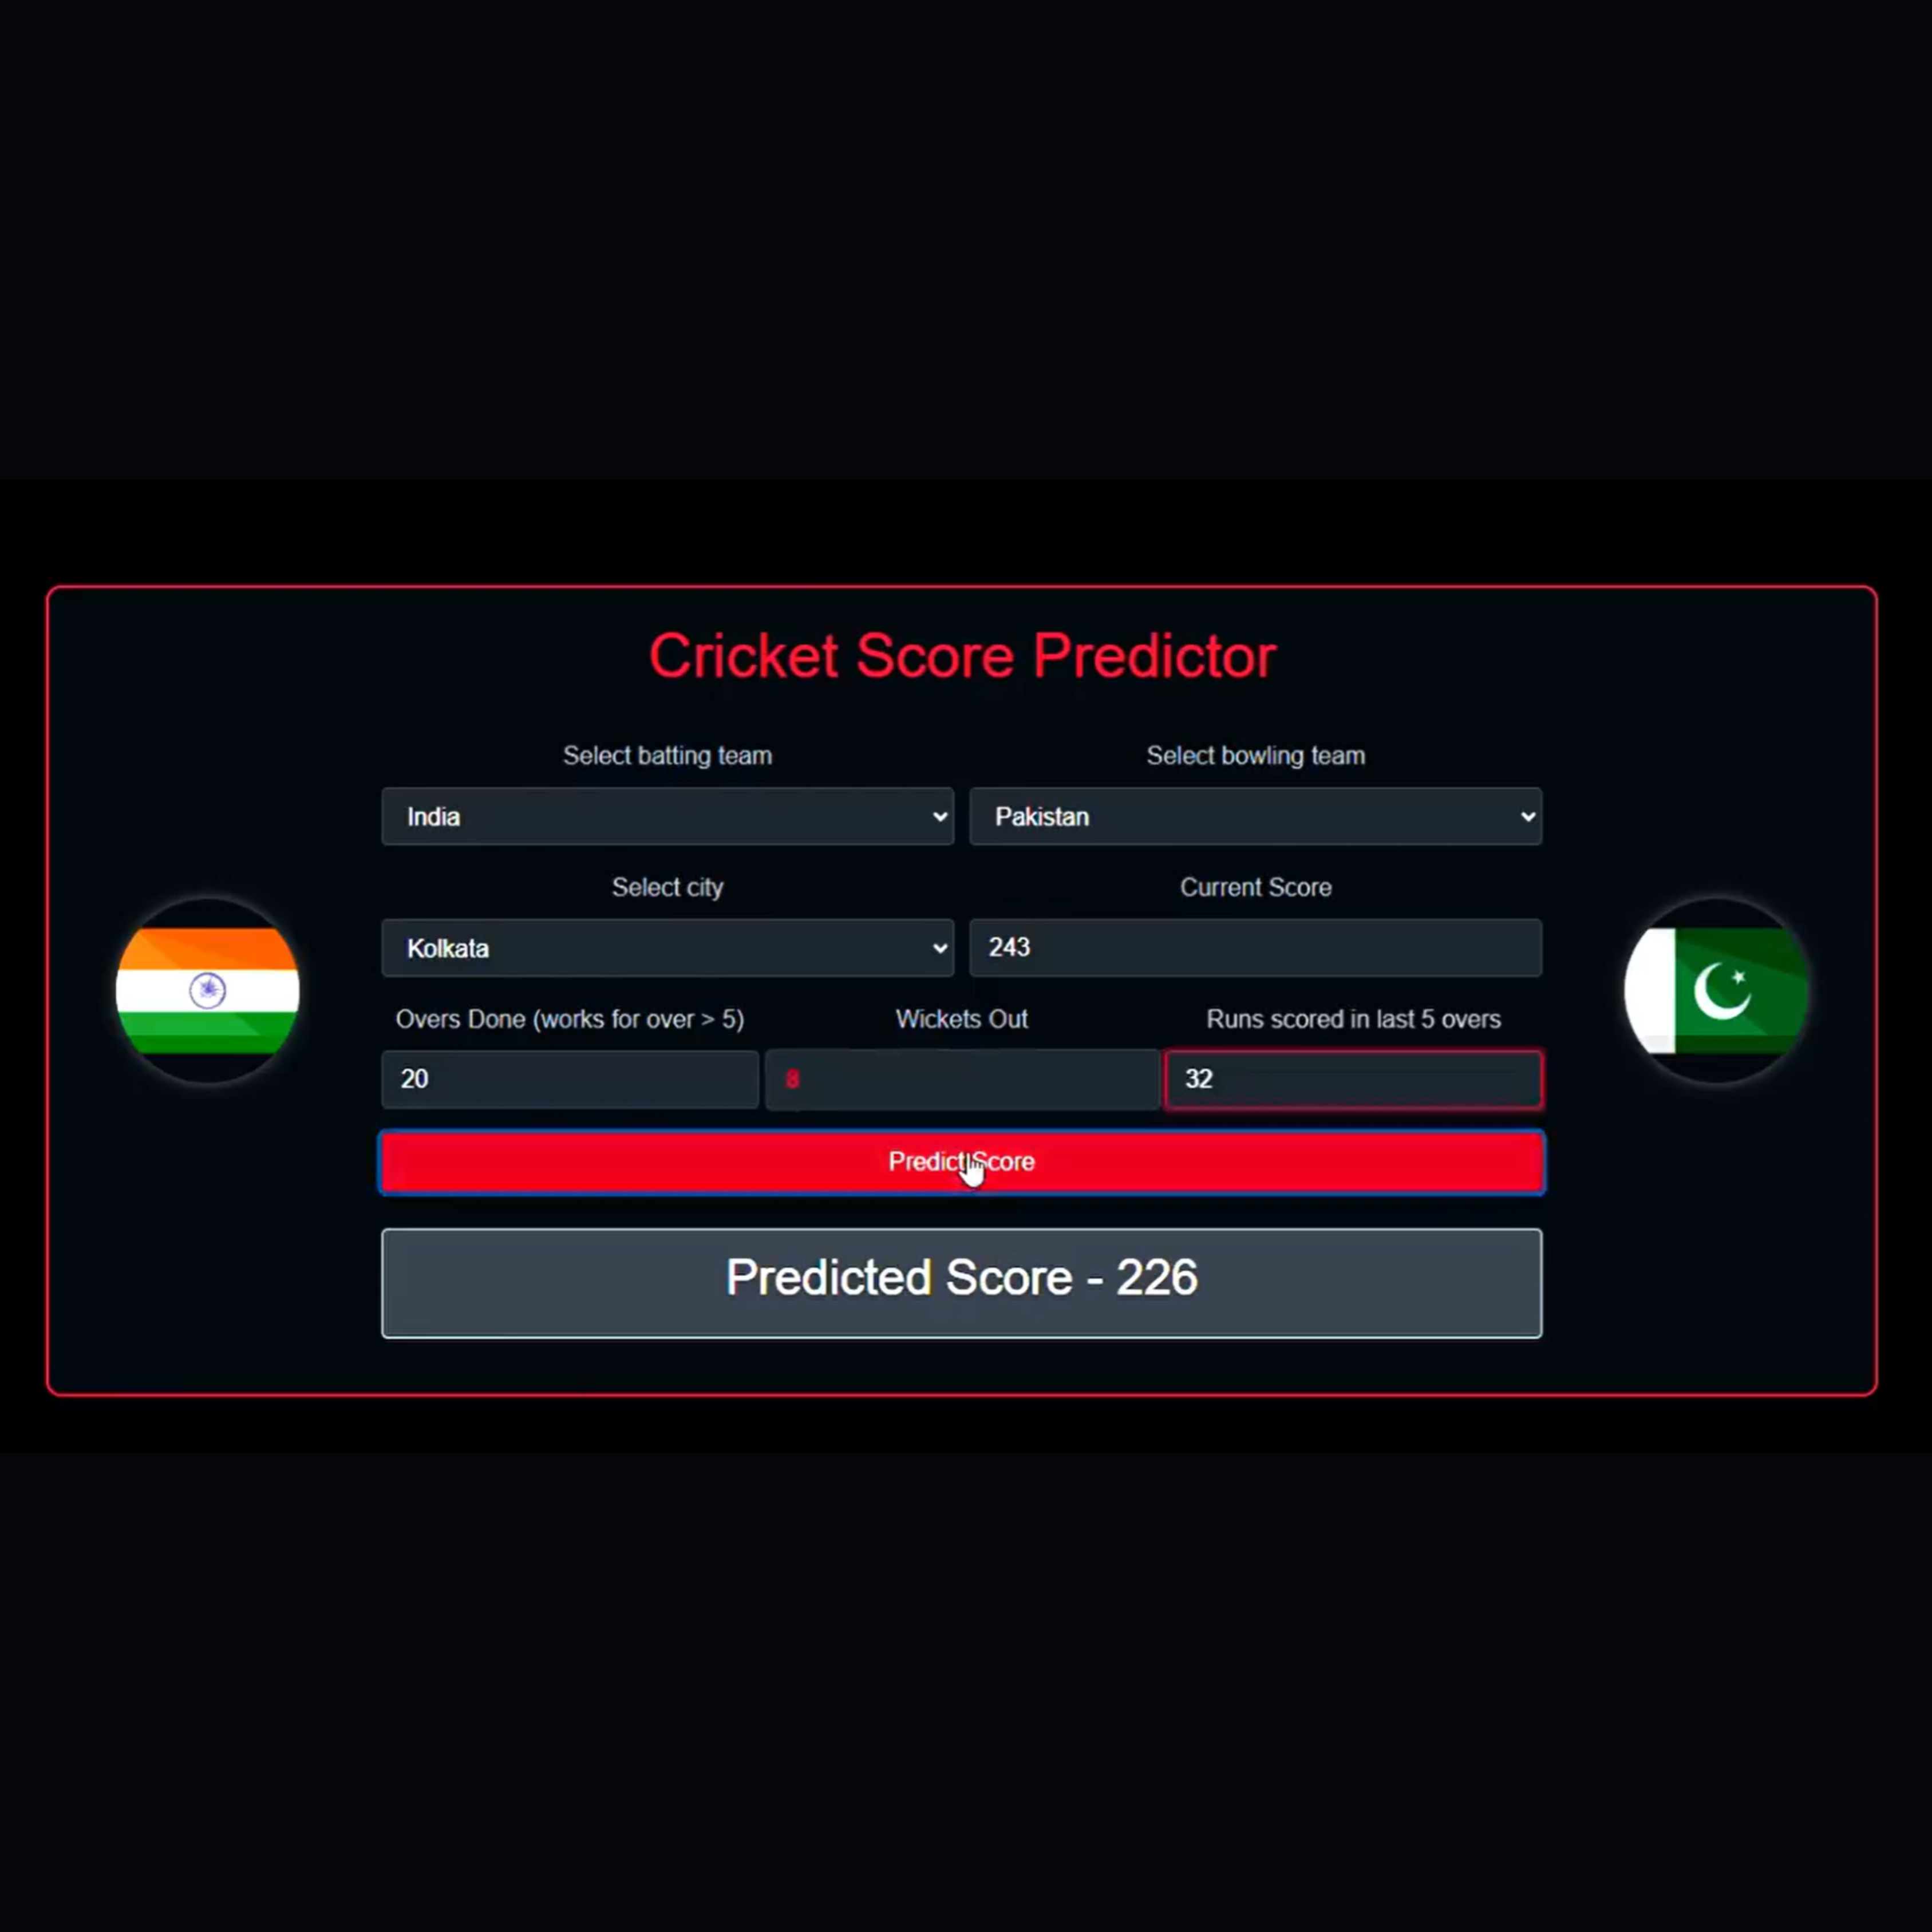 Cricket Score Predictor
Select batting team
Select bowling team
India
Pakistan
Select city
Current Score
Kolkata
243
Overs Done (works for over > 5)
Wickets Out
Runs scored in last 5 overs
20
8
32
Predict Score
Predicted Score - 226